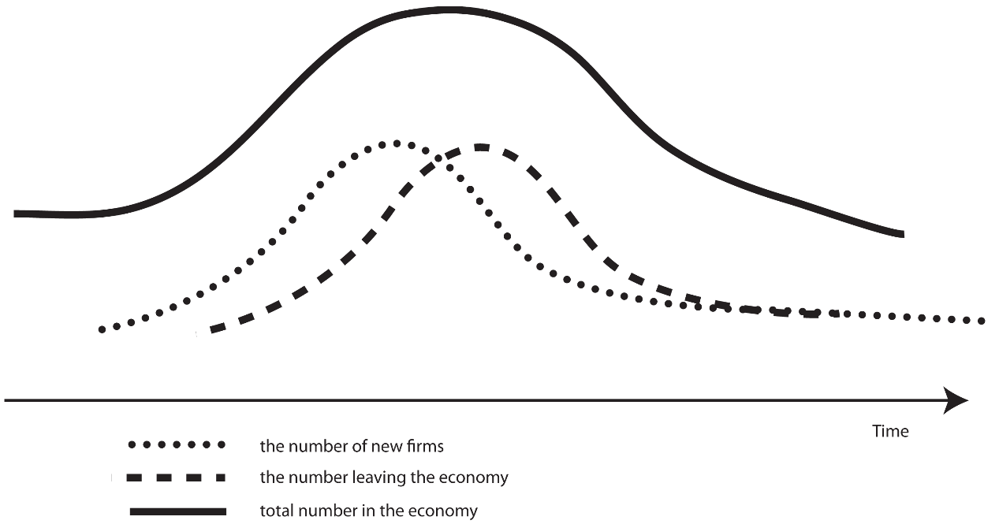 Time
the number of new firms
the number leaving the economy
total number in the economy